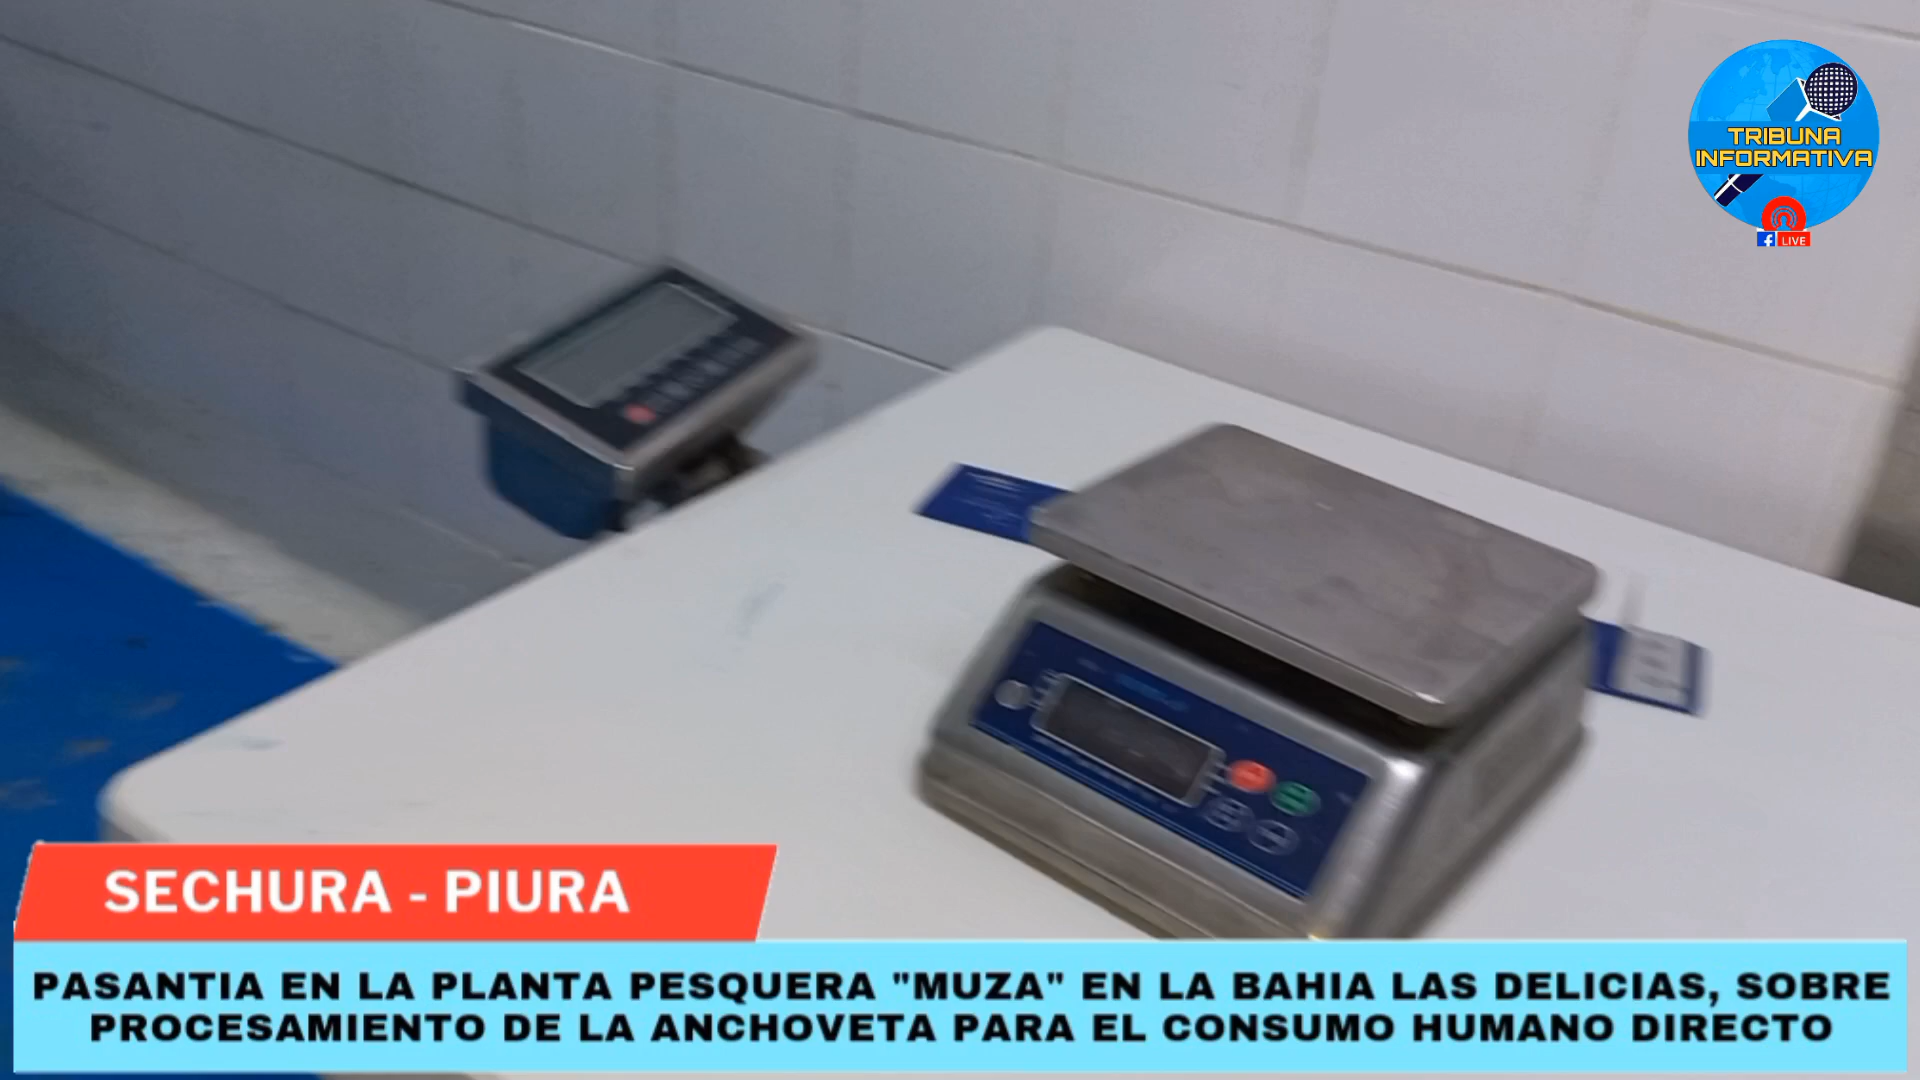 TRIBUNA
INFORMATIVA
LIVE
SECHURA - PIURA
PASANTIA EN LA PLANTA PESQUERA "MUZA" EN LA BAHIA LAS DELICIAS, SOBRE
PROCESAMIENTO DE LA ANCHOVETA PARA EL CONSUMO HUMANO DIRECTO